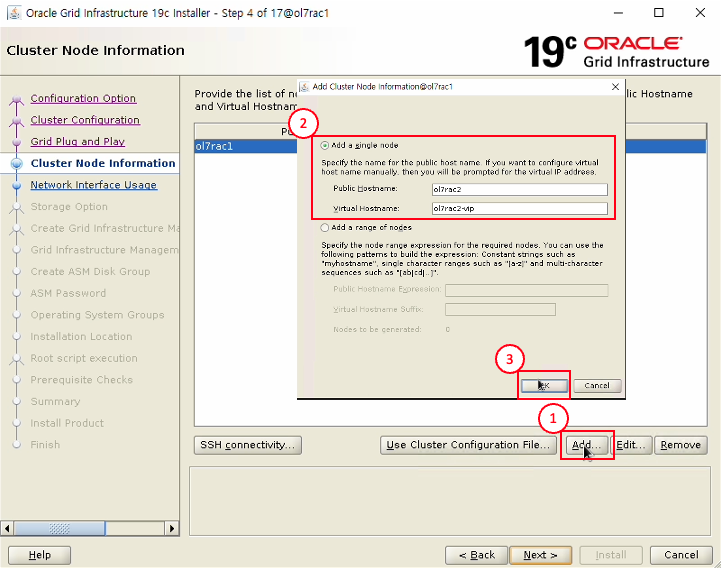 Oracle Grid Infrastructure 19c Installer - Step 4 of 17@ol7rac1
Cluster Node Information
19c ORACLE
Grid Infrastructure
Configuration Option
Cluster Configuration
Grid Plug and Play
Cluster Node Information
Network Interface Usage
Storage Option
Create Grid Infrastructure Ma
Grid Infrastructure Managem
Create ASM Disk Group
ASM Password
Operating System Groups
Installation Location
Root script execution
Prerequisite Checks
Summary
Install Product
Finish
Provide the list of
lic Hostname
and Virtual Hostnam
ol7rac1
Add Cluster Node Information@ol7rac1
2
Add a single node
Specify the name for the public host name. If you want to configure virtual
host name manually, then you will be prompted for the virtual IP address.
Public Hostname: ol7rac2
Virtual Hostname: ol7rac2-vip
Add a range of nodes
Specify the node range expression for the required nodes. You can use the
following patterns to build the expression: Constant strings such as
"myhostname", single character ranges such as "[a-z]" and multi-character
sequences such as "[ab|cd|..]".
Public Hostname Expression:
Virtual Hostname Suffix:
Nodes to be generated: 0
3
OK Cancel
1
SSH connectivity... Use Cluster Configuration File... Add... Edit... Remove
Help < Back Next > Install Cancel